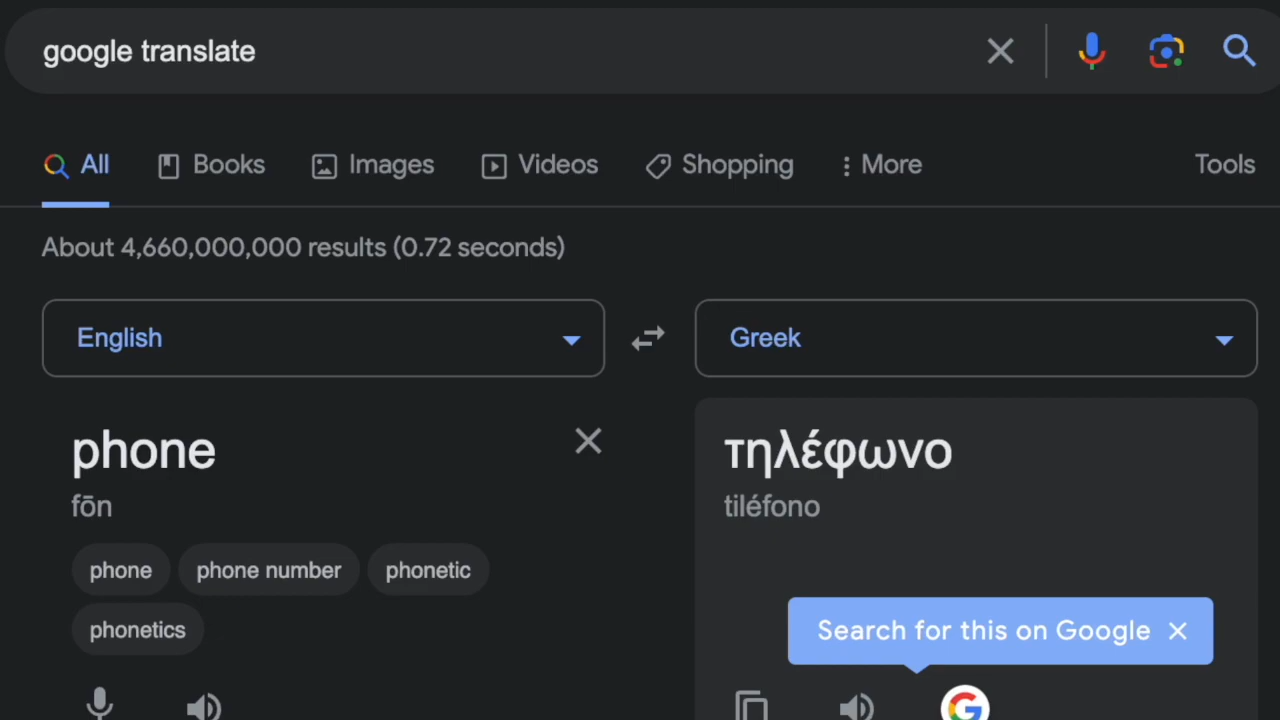 google translate
All Books Images Videos Shopping More Tools
About 4,660,000,000 results (0.72 seconds)
English Greek
phone τηλέφωνο
fōn tiléfono
phone phone number phonetic
phonetics
Search for this on Google
G